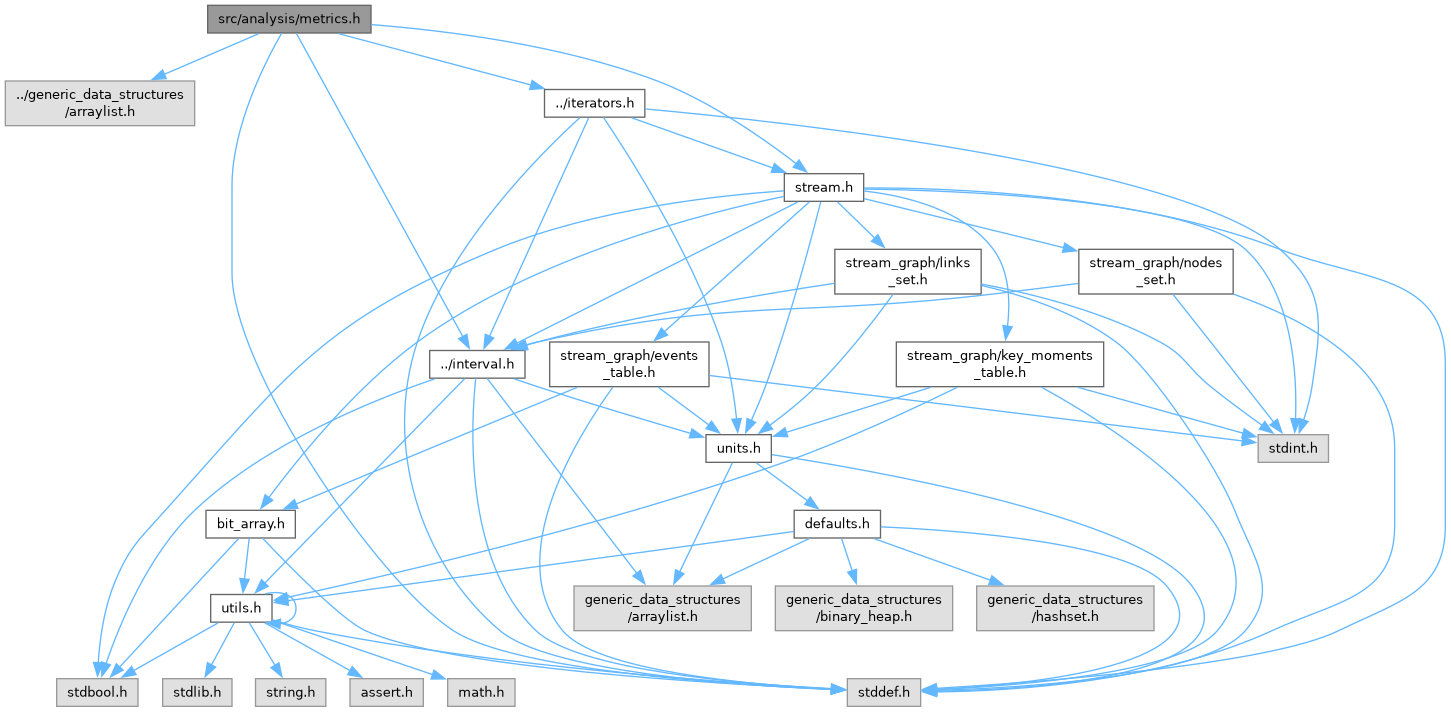 src/analysis/metrics.h
../generic_data_structures
/arraylist.h
../iterators.h
stream.h
stream_graph/links
_set.h
stream_graph/nodes
_set.h
../interval.h
stream_graph/events
_table.h
stream_graph/key_moments
_table.h
units.h
stdint.h
bit_array.h
defaults.h
utils.h
generic_data_structures
/arraylist.h
generic_data_structures
/binary_heap.h
generic_data_structures
/hashset.h
stdbool.h
stdlib.h
string.h
assert.h
math.h
stddef.h